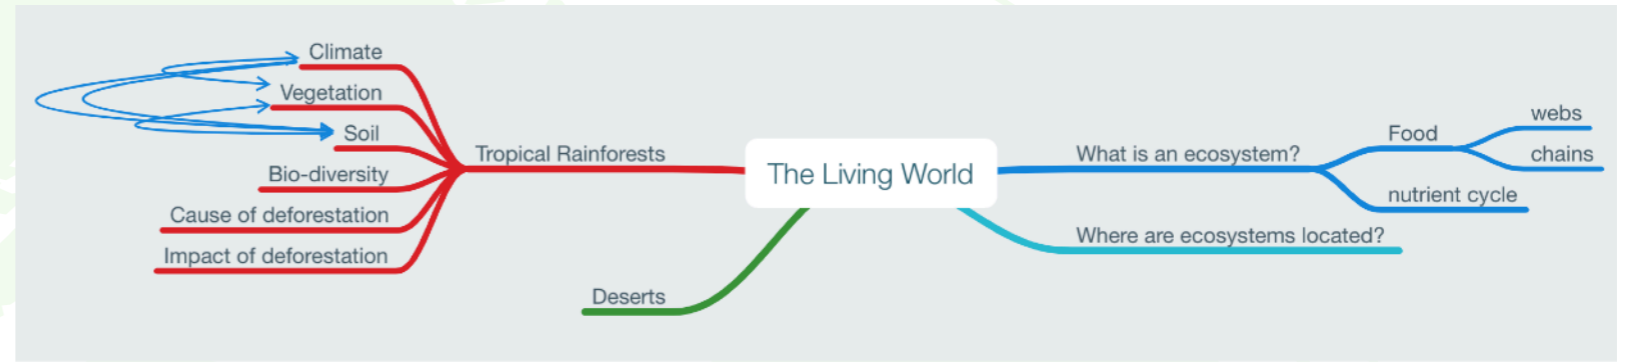 The Living World
Tropical Rainforests
Climate
Vegetation
Soil
Bio-diversity
Cause of deforestation
Impact of deforestation
Deserts
What is an ecosystem?
Food
webs
chains
nutrient cycle
Where are ecosystems located?